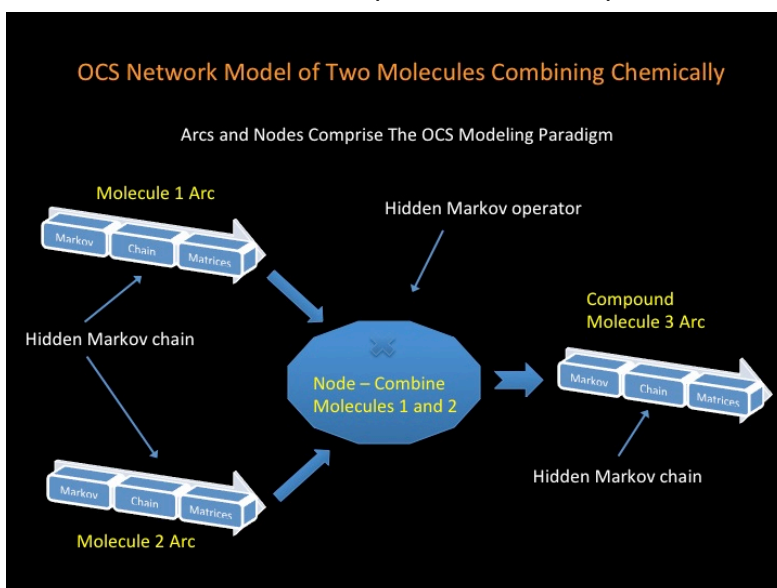 OCS Network Model of Two Molecules Combining Chemically
Arcs and Nodes Comprise The OCS Modeling Paradigm
Molecule 1 Arc
Markov
Chain
Matrices
Hidden Markov operator
Hidden Markov chain
Compound
Molecule 3 Arc
Node – Combine
Molecules 1 and 2
Markov
Chain
Matrices
Hidden Markov chain
Markov
Chain
Matrices
Molecule 2 Arc